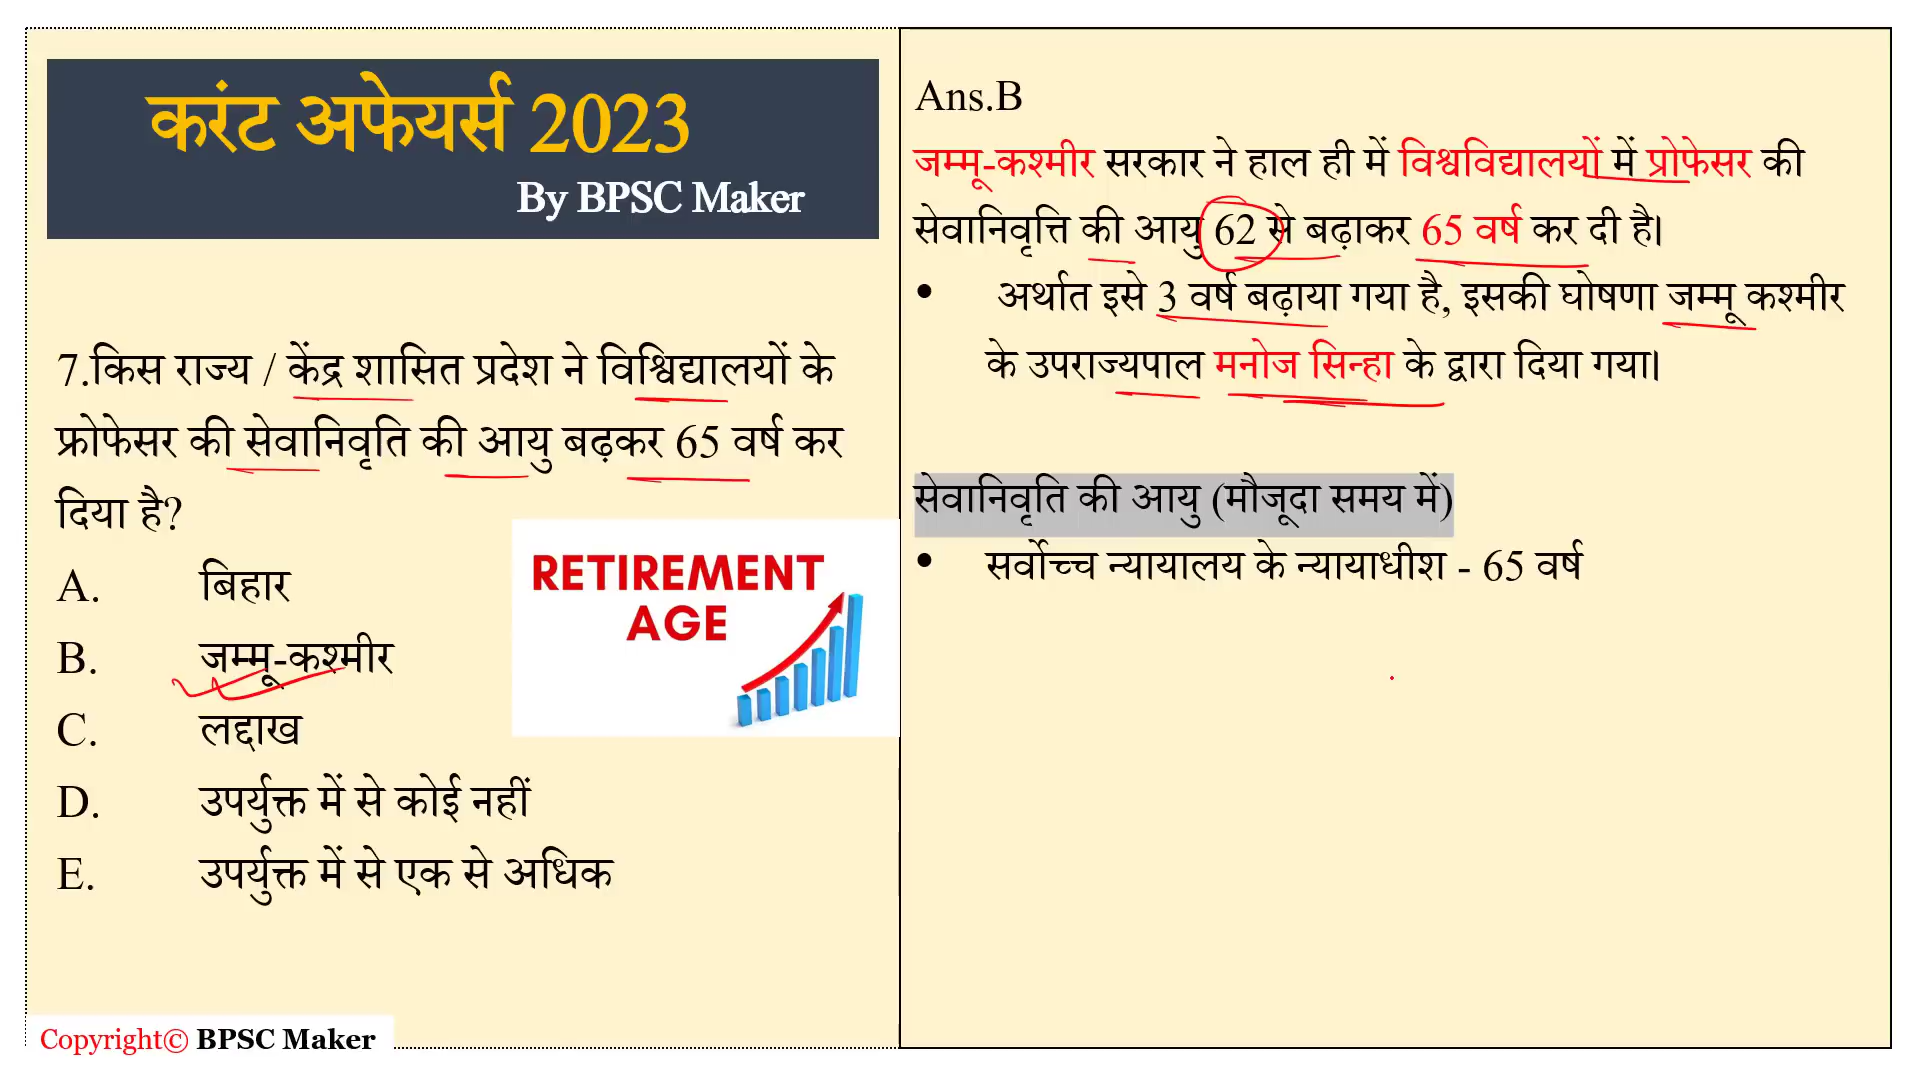 करंट अफेयर्स 2023
By BPSC Maker
7.किस राज्य / केंद्र शासित प्रदेश ने विश्विद्यालयों के
फ्रोफेसर की सेवानिवृति की आयु बढ़कर 65 वर्ष कर
दिया है?
A. बिहार
B. जम्मू-कश्मीर
C. लद्दाख
D. उपर्युक्त में से कोई नहीं
E. उपर्युक्त में से एक से अधिक
RETIREMENT
AGE
Copyright© BPSC Maker
Ans.B
जम्मू-कश्मीर सरकार ने हाल ही में विश्वविद्यालयों में प्रोफेसर की
सेवानिवृत्ति की आयु 62 से बढ़ाकर 65 वर्ष कर दी है।
• अर्थात इसे 3 वर्ष बढ़ाया गया है, इसकी घोषणा जम्मू कश्मीर
के उपराज्यपाल मनोज सिन्हा के द्वारा दिया गया।
सेवानिवृति की आयु (मौजूदा समय में)
• सर्वोच्च न्यायालय के न्यायाधीश - 65 वर्ष